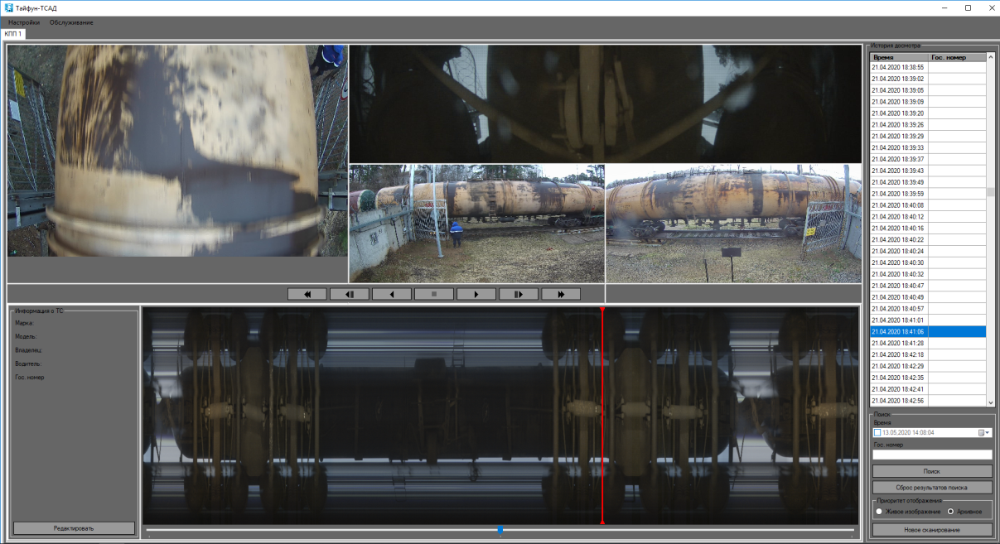 Тайфун-ТСАД
Настройки Обслуживание
КПП 1
История досмотра
Время Гос. номер
21.04.2020 18:38:55
21.04.2020 18:39:02
21.04.2020 18:39:05
21.04.2020 18:39:09
21.04.2020 18:39:20
21.04.2020 18:39:26
21.04.2020 18:39:29
21.04.2020 18:39:33
21.04.2020 18:39:37
21.04.2020 18:39:43
21.04.2020 18:39:49
21.04.2020 18:39:59
21.04.2020 18:40:08
21.04.2020 18:40:12
21.04.2020 18:40:16
21.04.2020 18:40:22
21.04.2020 18:40:24
21.04.2020 18:40:30
21.04.2020 18:40:32
21.04.2020 18:40:47
21.04.2020 18:40:49
21.04.2020 18:40:57
21.04.2020 18:41:01
21.04.2020 18:41:06
21.04.2020 18:41:28
21.04.2020 18:42:18
21.04.2020 18:42:29
21.04.2020 18:42:35
21.04.2020 18:42:41
21.04.2020 18:42:56
Информация о ТС
Марка:
Модель:
Владелец:
Водитель:
Гос. номер
Редактировать
Поиск
Время
13.05.2020 14:08:04
Гос. номер
Поиск
Сброс результатов поиска
Приоритет отображения
Живое изображение Архивное
Новое сканирование